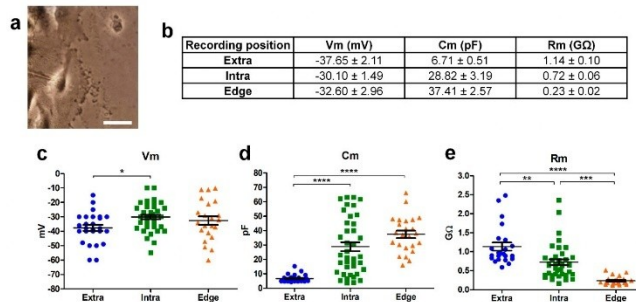 a
b
Recording position Vm (mV) Cm (pF) Rm (GΩ)
Extra -37.65 ± 2.11 6.71 ± 0.51 1.14 ± 0.10
Intra -30.10 ± 1.49 28.82 ± 3.19 0.72 ± 0.06
Edge -32.60 ± 2.96 37.41 ± 2.57 0.23 ± 0.02
c
Vm
*
0
-10
-20
-30
-40
-50
-60
-70
-80
mV
Extra Intra Edge
d
Cm
****
****
80
70
60
50
40
30
20
10
0
pF
Extra Intra Edge
e
Rm
****
** ***
3.0
2.5
2.0
1.5
1.0
0.5
0.0
GΩ
Extra Intra Edge